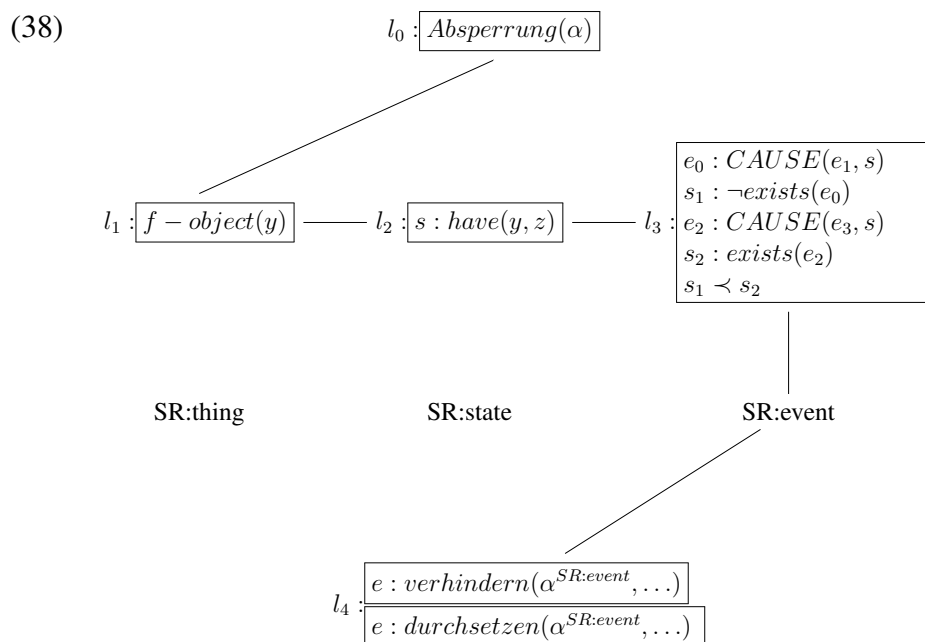 (38)
l₀ : Absperrung(α)
l₁ : f − object(y)
l₂ : s : have(y, z)
l₃ :
e₀ : CAUSE(e₁, s)
s₁ : ¬exists(e₀)
e₂ : CAUSE(e₃, s)
s₂ : exists(e₂)
s₁ ≺ s₂
SR:thing
SR:state
SR:event
l₄ :
e : verhindern(α^{SR:event}, . . .)
e : durchsetzen(α^{SR:event}, . . .)